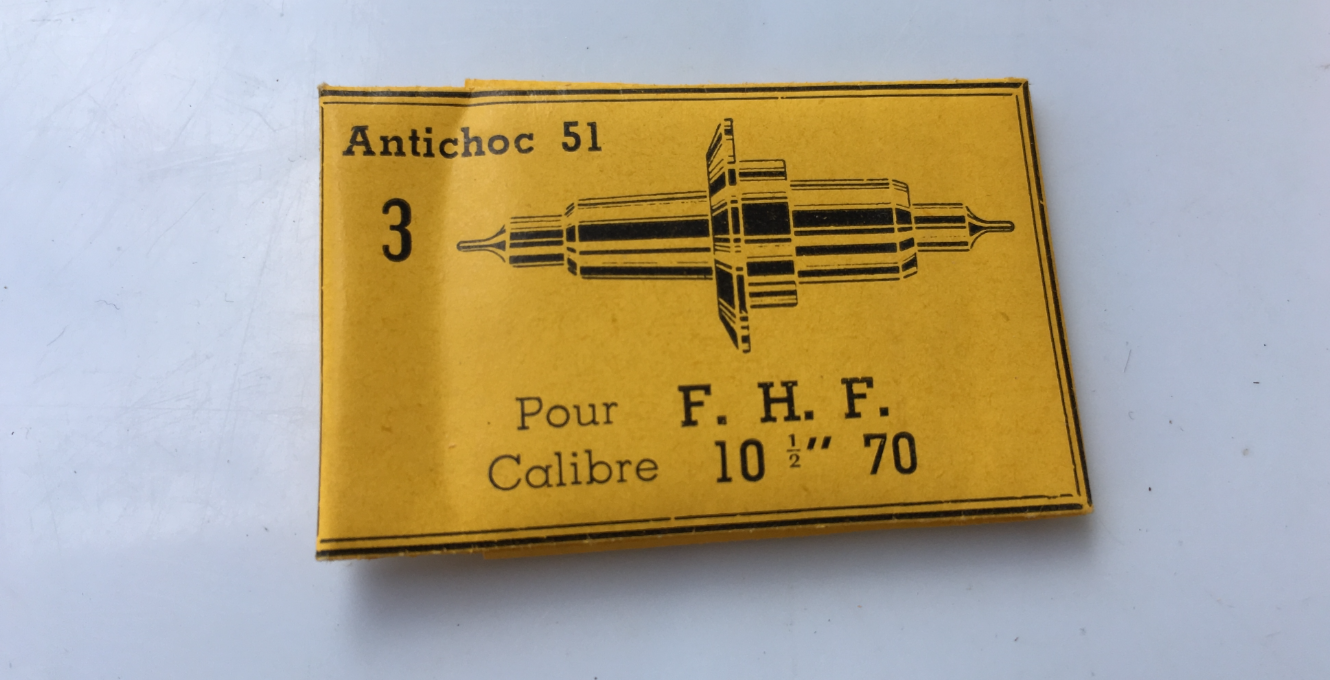 Antichoc 51
3
Pour F. H. F.
Calibre 10 ½″ 70